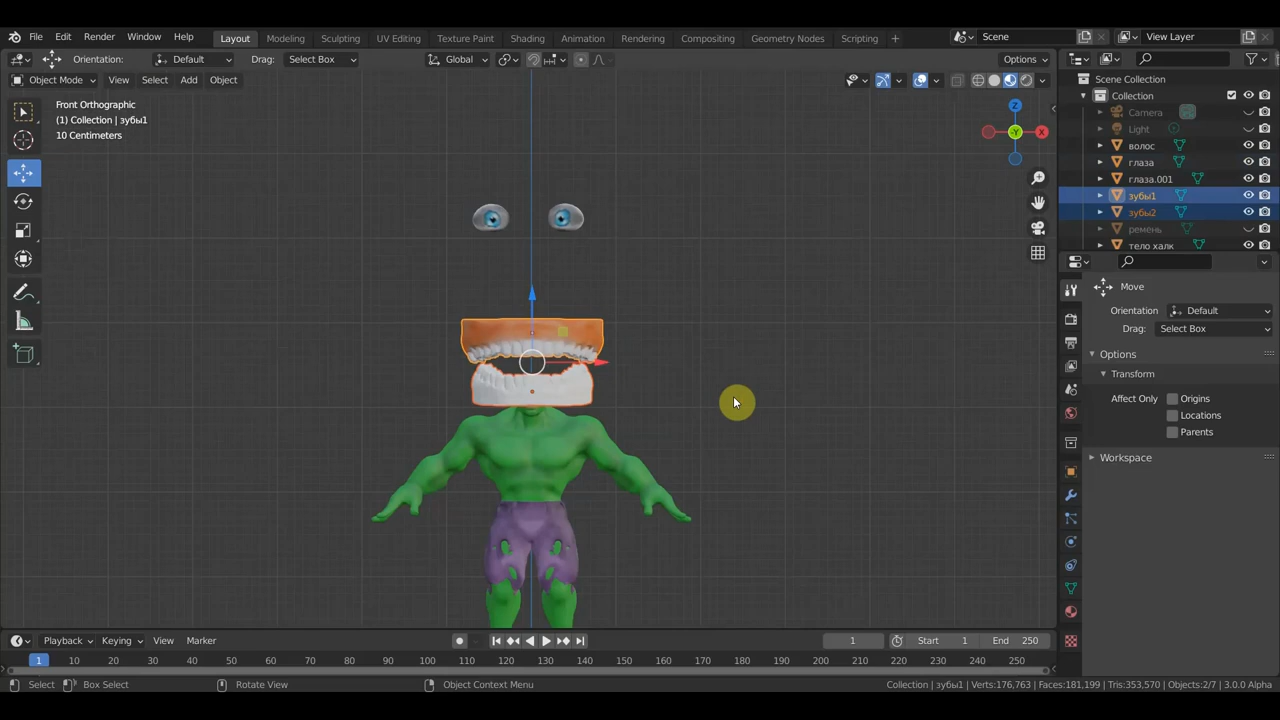 File Edit Render Window Help Layout Modeling Sculpting UV Editing Texture Paint Shading Animation Rendering Compositing Geometry Nodes Scripting + Scene View Layer
Orientation: Default Drag: Select Box Global Options
Object Mode View Select Add Object
Front Orthographic
(1) Collection | зубы1
10 Centimeters
Z
-Y
X
Scene Collection
Collection
Camera
Light
волос
глаза
глаза.001
зубы1
зубы2
ремень
тело халк
Move
Orientation: Default
Drag: Select Box
Options
Transform
Affect Only Origins
Locations
Parents
Workspace
Playback Keying View Marker 1 Start 1 End 250
1 10 20 30 40 50 60 70 80 90 100 110 120 130 140 150 160 170 180 190 200 210 220 230 240 250
Select Box Select Rotate View Object Context Menu Collection | зубы1 | Verts:176,763 | Faces:181,199 | Tris:353,570 | Objects:2/7 | 3.0.0 Alpha